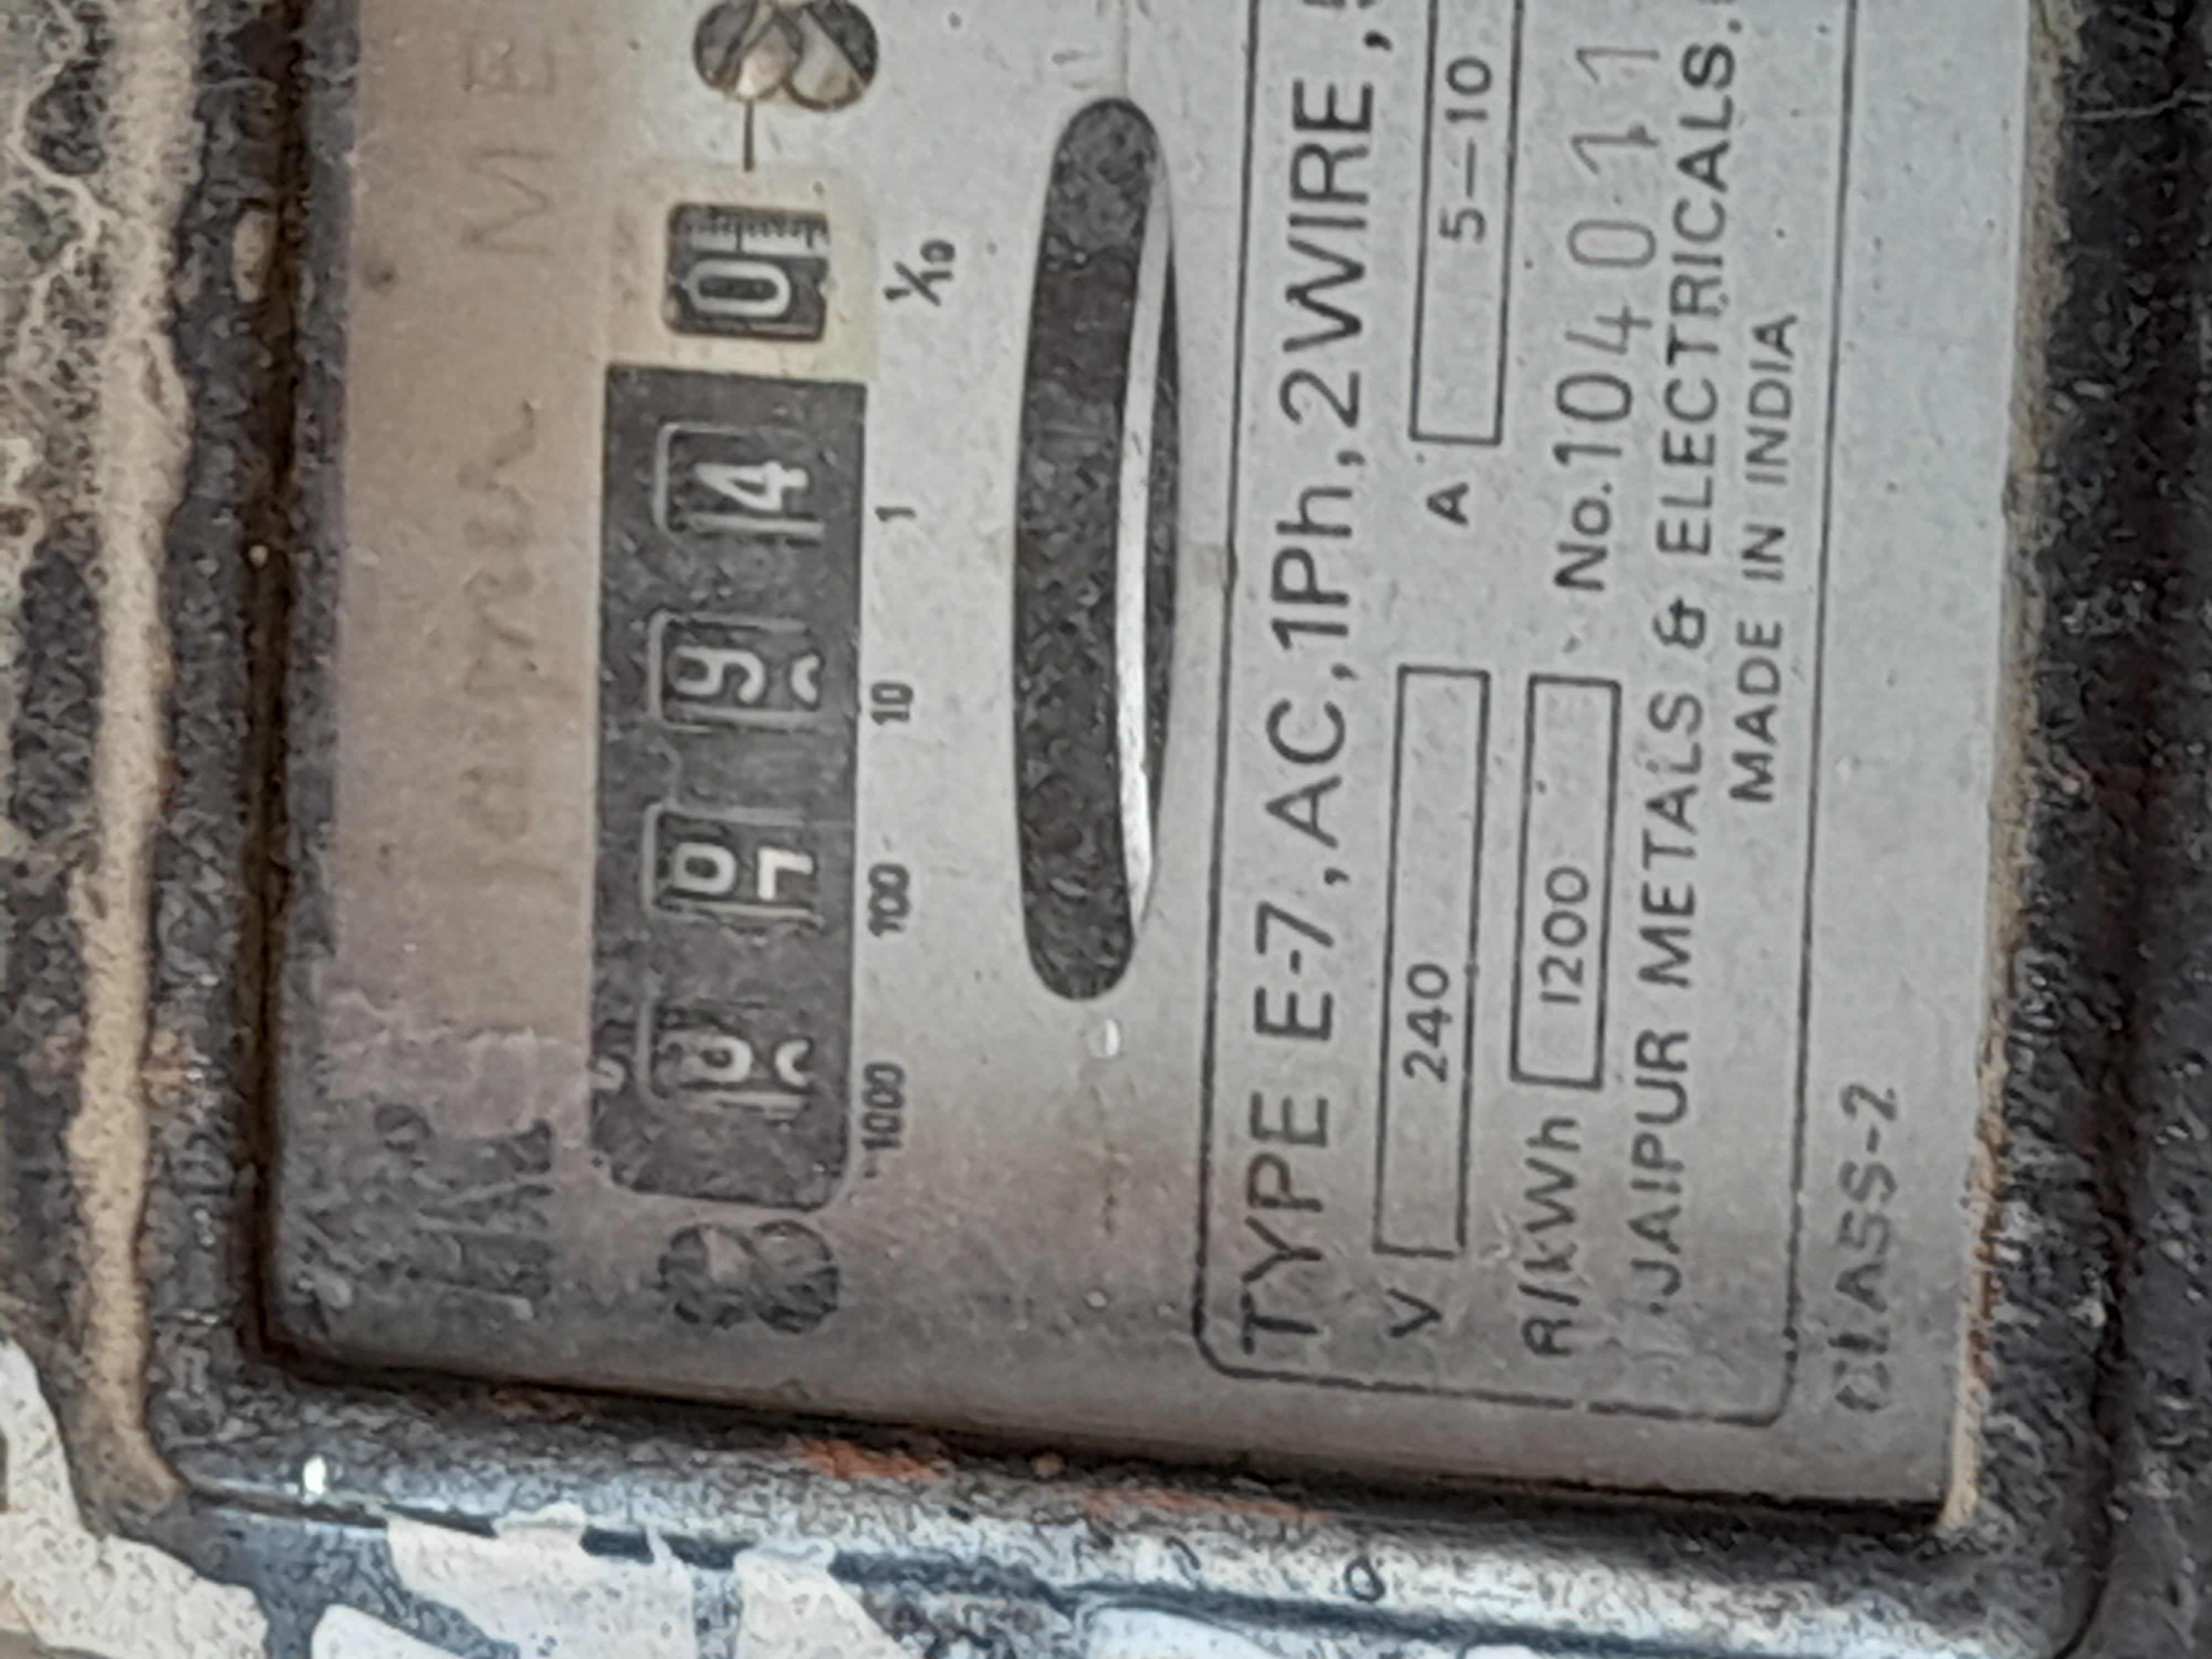 ME
4 0
1000 100 10 1 1/10
TYPE E-7, AC, 1Ph, 2WIRE,
V 240 A 5-10
R/kWh 1200 No. 104011
JAIPUR METALS & ELECTRICALS.
MADE IN INDIA
CLASS-2